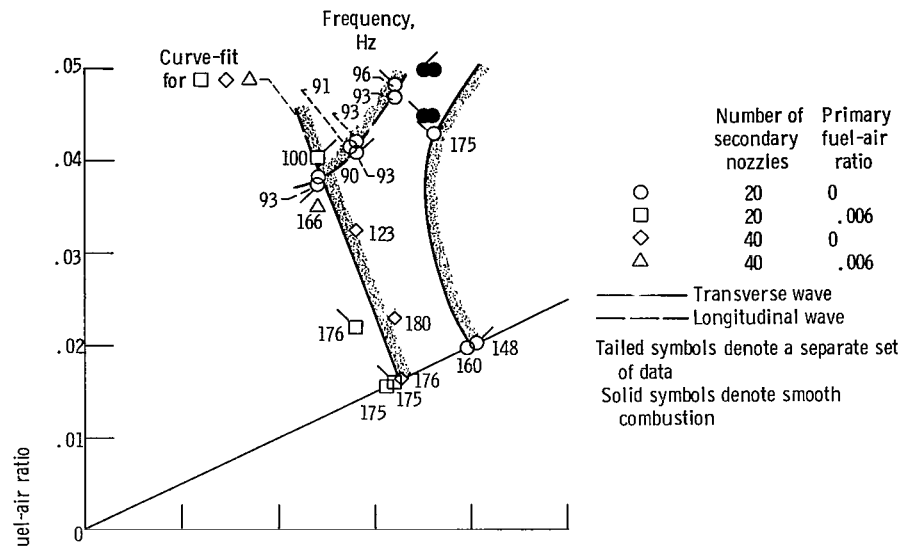 Frequency,
Hz
Curve-fit
for
.05
.04
.03
.02
.01
0
uel-air ratio
91
96
93
93
100
90
93
93
166
123
176
180
175
175
176
175
160
148
Number of secondary nozzles
Primary fuel-air ratio
20 0
20 .006
40 0
40 .006
Transverse wave
Longitudinal wave
Tailed symbols denote a separate set
of data
Solid symbols denote smooth
combustion